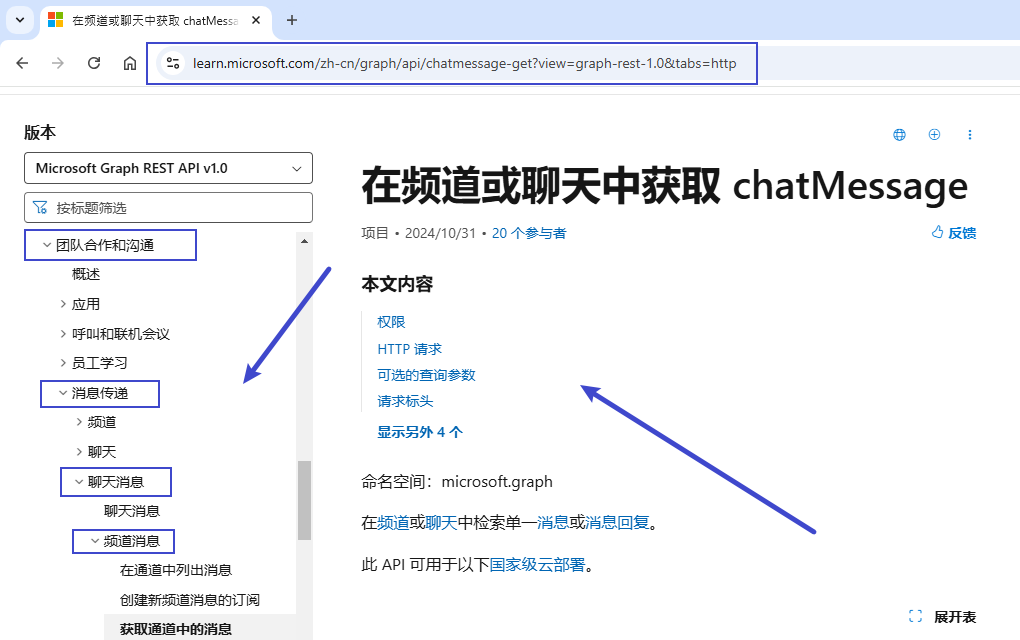 在频道或聊天中获取 chatMessa
learn.microsoft.com/zh-cn/graph/api/chatmessage-get?view=graph-rest-1.0&tabs=http
版本
Microsoft Graph REST API v1.0
按标题筛选
团队合作和沟通
概述
应用
呼叫和联机会议
员工学习
消息传递
频道
聊天
聊天消息
聊天消息
频道消息
在通道中列出消息
创建新频道消息的订阅
获取通道中的消息
在频道或聊天中获取 chatMessage
项目 • 2024/10/31 • 20 个参与者
反馈
本文内容
权限
HTTP 请求
可选的查询参数
请求标头
显示另外 4 个
命名空间：microsoft.graph
在频道或聊天中检索单一消息或消息回复。
此 API 可用于以下国家级云部署。
展开表